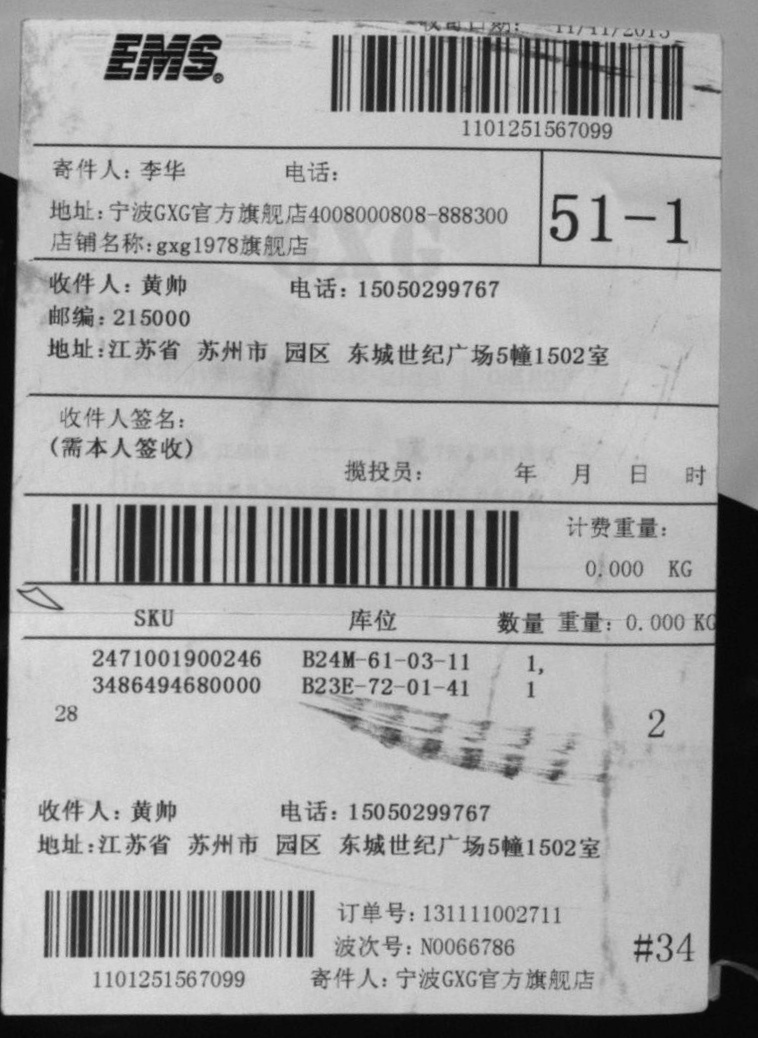 收寄日期: 11/11/2013
EMS®
1101251567099
寄件人: 李华 电话:
地址: 宁波GXG官方旗舰店4008000808-888300
店铺名称: gxg1978旗舰店
51-1
收件人: 黄帅 电话: 15050299767
邮编: 215000
地址: 江苏省 苏州市 园区 东城世纪广场5幢1502室
收件人签名:
(需本人签收)
揽投员: 年 月 日 时
计费重量:
0.000 KG
SKU 库位 数量 重量: 0.000 KG
2471001900246 B24M-61-03-11 1,
3486494680000 B23E-72-01-41 1
28
2
收件人: 黄帅 电话: 15050299767
地址: 江苏省 苏州市 园区 东城世纪广场5幢1502室
订单号: 131111002711
波次号: N0066786
#34
1101251567099 寄件人: 宁波GXG官方旗舰店